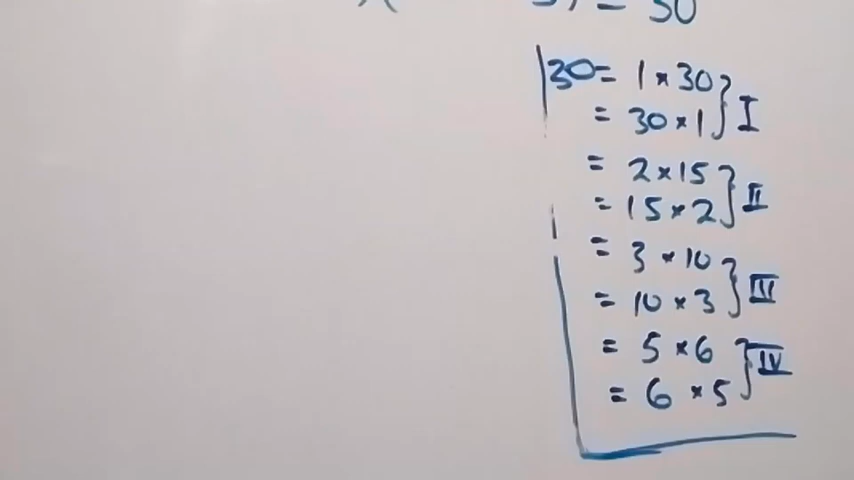 ) = 30
30 = 1 × 30
= 30 × 1 } I
= 2 × 15
= 15 × 2 } II
= 3 × 10
= 10 × 3 } III
= 5 × 6
= 6 × 5 } IV